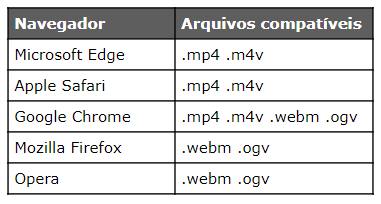 Navegador Arquivos compatíveis
Microsoft Edge .mp4 .m4v
Apple Safari .mp4 .m4v
Google Chrome .mp4 .m4v .webm .ogv
Mozilla Firefox .webm .ogv
Opera .webm .ogv